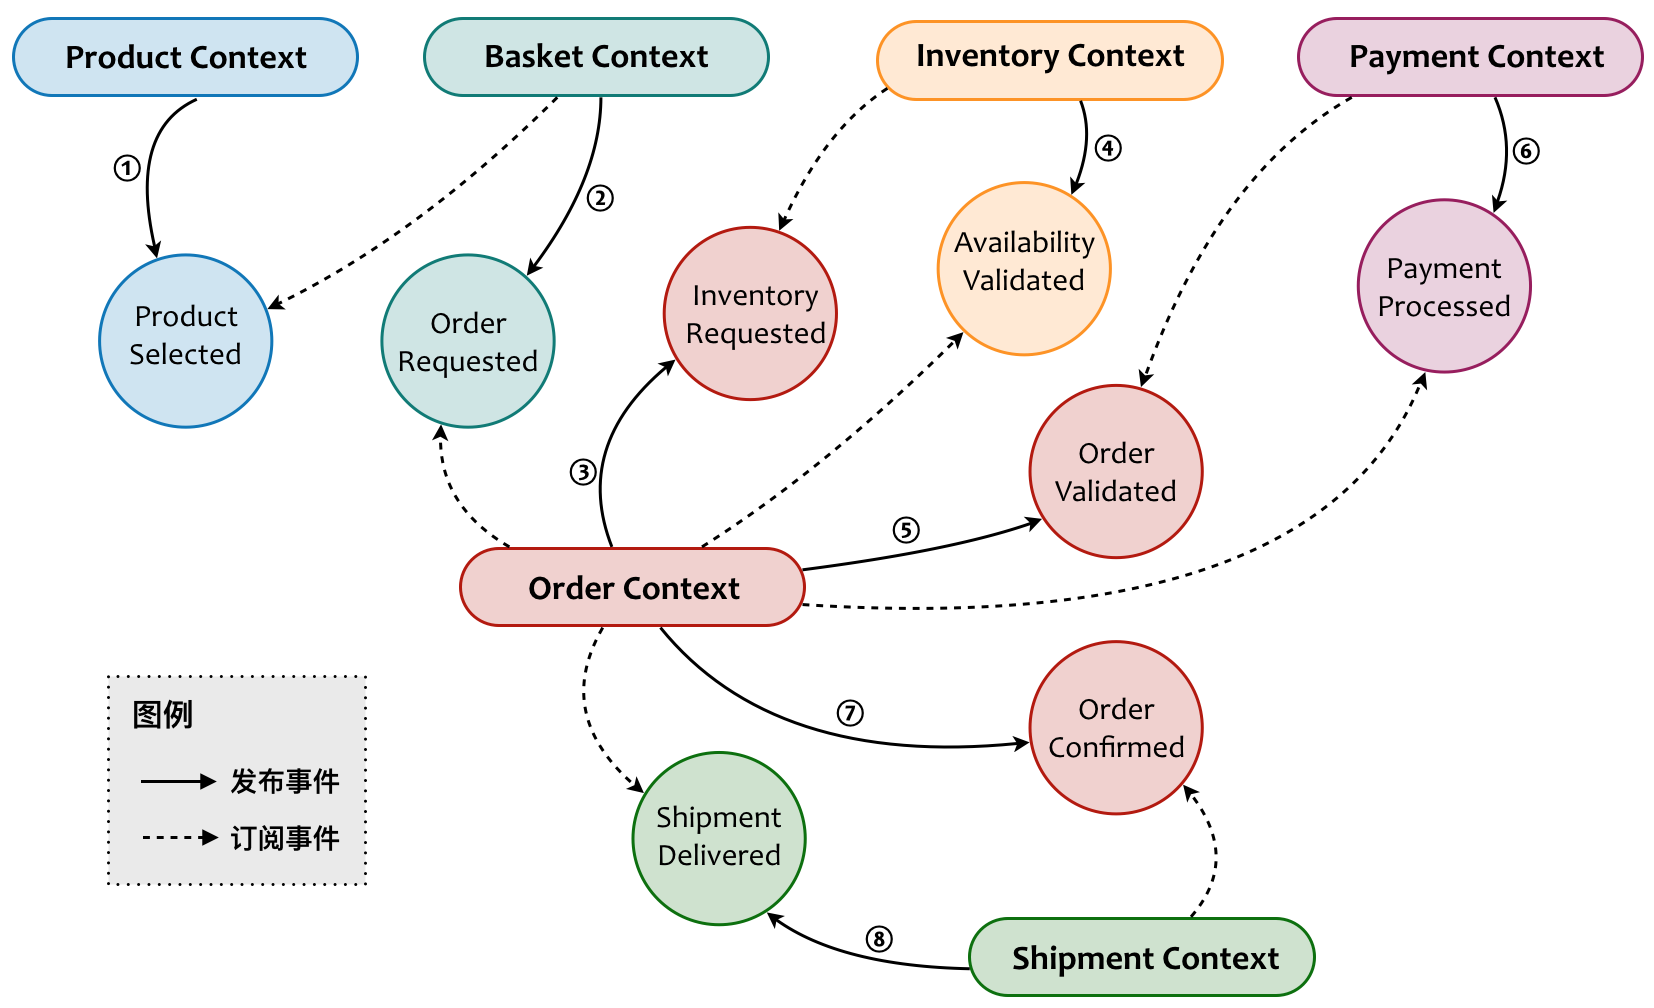 Product Context
Basket Context
Inventory Context
Payment Context
①
②
④
⑥
Product
Selected
Order
Requested
Inventory
Requested
Availability
Validated
Payment
Processed
③
Order
Validated
⑤
Order Context
⑦
Order
Confirmed
Shipment
Delivered
⑧
Shipment Context
图例
发布事件
订阅事件